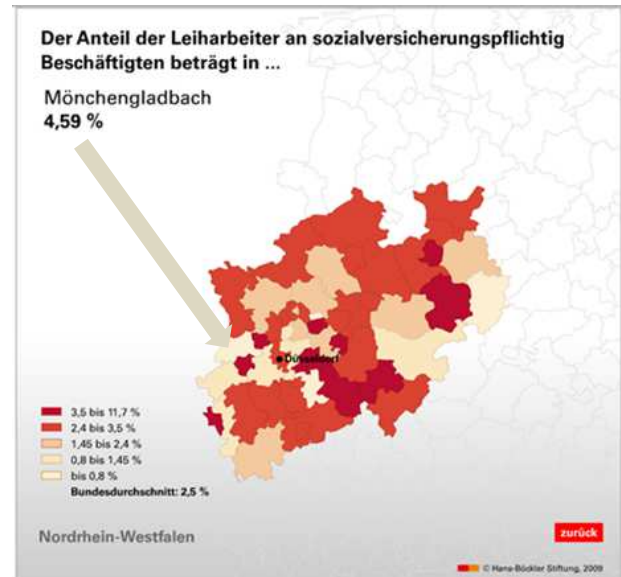 Der Anteil der Leiharbeiter an sozialversicherungspflichtig
Beschäftigten beträgt in ...
Mönchengladbach
4,59 %
Düsseldorf
3,5 bis 11,7 %
2,4 bis 3,5 %
1,45 bis 2,4 %
0,8 bis 1,45 %
bis 0,8 %
Bundesdurchschnitt: 2,5 %
Nordrhein-Westfalen
zurück
© Hans-Böckler Stiftung, 2009